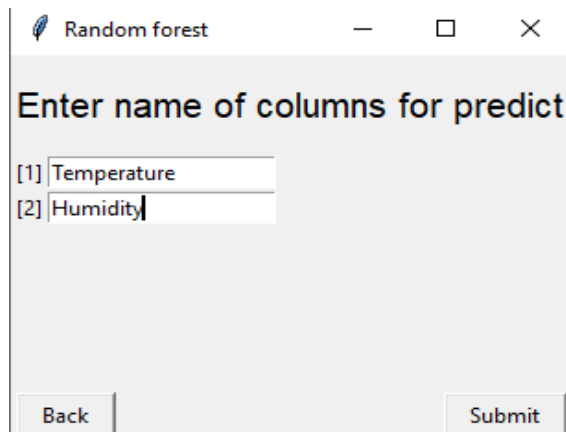 Random forest
Enter name of columns for predict
[1] Temperature
[2] Humidity
Back Submit